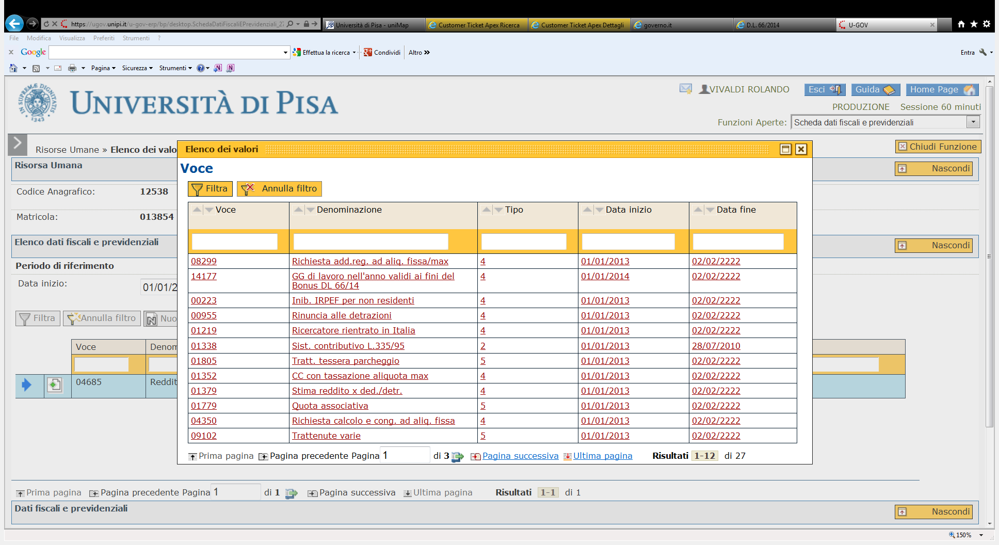 https://ugov.unipi.it/u-gov-erp/bp/desktop.SchedaDatiFiscaliEPrevidenziali_27
Università di Pisa - uniMap
Customer Ticket Apex Ricerca
Customer Ticket Apex Dettagli
governo.it
D.L. 66/2014
U-GOV
File Modifica Visualizza Preferiti Strumenti ?
x Google Effettua la ricerca Condividi Altro » Entra
Pagina Sicurezza Strumenti
IN SUPREMÆ DIGNITATIS 1343
UNIVERSITÀ DI PISA
VIVALDI ROLANDO Esci Guida Home Page
PRODUZIONE Sessione 60 minuti
Funzioni Aperte: Scheda dati fiscali e previdenziali
Risorse Umane » Elenco dei valo
Chiudi Funzione
Risorsa Umana
Nascondi
Codice Anagrafico: 12538
Matricola: 013854
Elenco dati fiscali e previdenziali
Nascondi
Periodo di riferimento
Data inizio: 01/01/2
Filtra Annulla filtro Nuo
Voce Denom
04685 Reddit
Elenco dei valori
Voce
Filtra Annulla filtro
Voce Denominazione Tipo Data inizio Data fine
08299 Richiesta add.reg. ad aliq. fissa/max 4 01/01/2013 02/02/2222
14177 GG di lavoro nell'anno validi ai fini del 4 01/01/2014 02/02/2222
Bonus DL 66/14
00223 Inib. IRPEF per non residenti 4 01/01/2013 02/02/2222
00955 Rinuncia alle detrazioni 4 01/01/2013 02/02/2222
01219 Ricercatore rientrato in Italia 4 01/01/2013 02/02/2222
01338 Sist. contributivo L.335/95 2 01/01/2013 28/07/2010
01805 Tratt. tessera parcheggio 5 01/01/2013 02/02/2222
01352 CC con tassazione aliquota max 4 01/01/2013 02/02/2222
01379 Stima reddito x ded./detr. 4 01/01/2013 02/02/2222
01779 Quota associativa 5 01/01/2013 02/02/2222
04350 Richiesta calcolo e cong. ad aliq. fissa 4 01/01/2013 02/02/2222
09102 Trattenute varie 5 01/01/2013 02/02/2222
Prima pagina Pagina precedente Pagina 1 di 3 Pagina successiva Ultima pagina Risultati 1-12 di 27
Prima pagina Pagina precedente Pagina 1 di 1 Pagina successiva Ultima pagina Risultati 1-1 di 1
Dati fiscali e previdenziali
Nascondi
150%